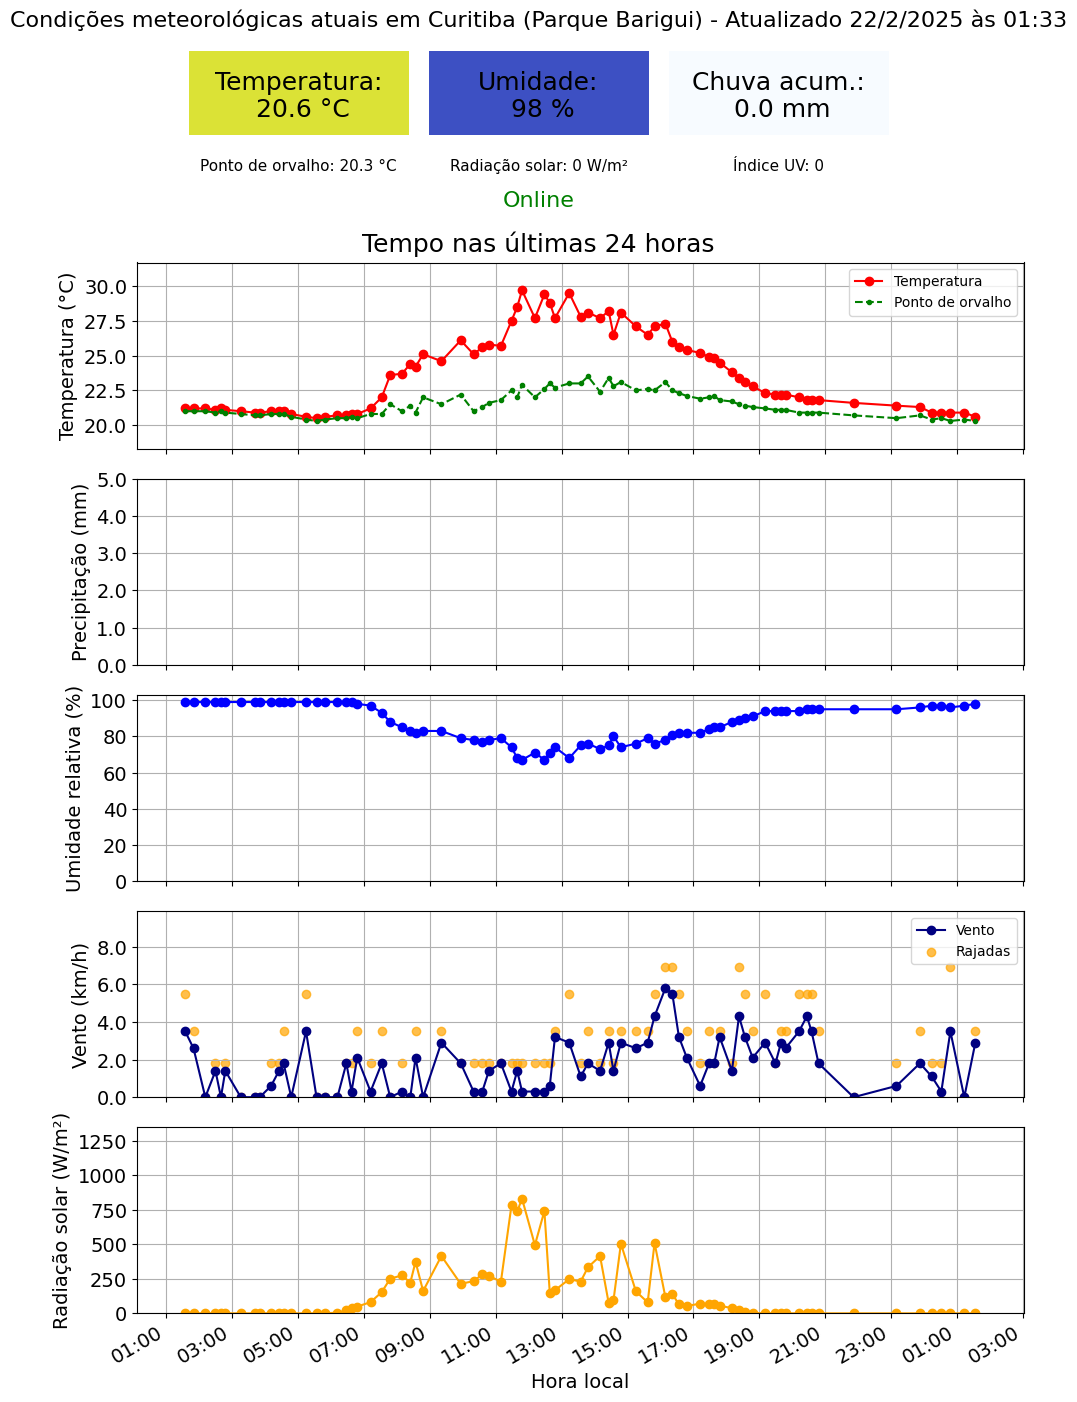 Condições meteorológicas atuais em Curitiba (Parque Barigui) - Atualizado 22/2/2025 às 01:33
Temperatura:
20.6 °C
Umidade:
98 %
Chuva acum.:
0.0 mm
Ponto de orvalho: 20.3 °C
Radiação solar: 0 W/m²
Índice UV: 0
Online
Tempo nas últimas 24 horas
Temperatura (°C)
30.0
27.5
25.0
22.5
20.0
Temperatura
Ponto de orvalho
Precipitação (mm)
5.0
4.0
3.0
2.0
1.0
0.0
Umidade relativa (%)
100
80
60
40
20
0
Vento (km/h)
8.0
6.0
4.0
2.0
0.0
Vento
Rajadas
Radiação solar (W/m²)
1250
1000
750
500
250
0
01:00
03:00
05:00
07:00
09:00
11:00
13:00
15:00
17:00
19:00
21:00
23:00
01:00
03:00
Hora local